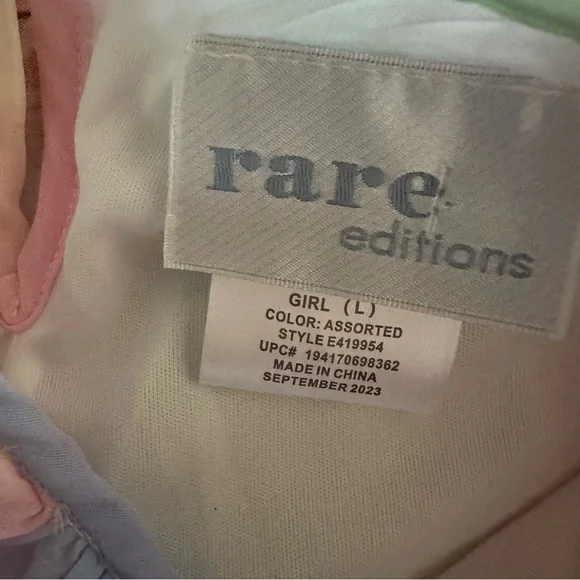 rare
editions
GIRL (L)
COLOR: ASSORTED
STYLE E419954
UPC# 194170698362
MADE IN CHINA
SEPTEMBER 2023